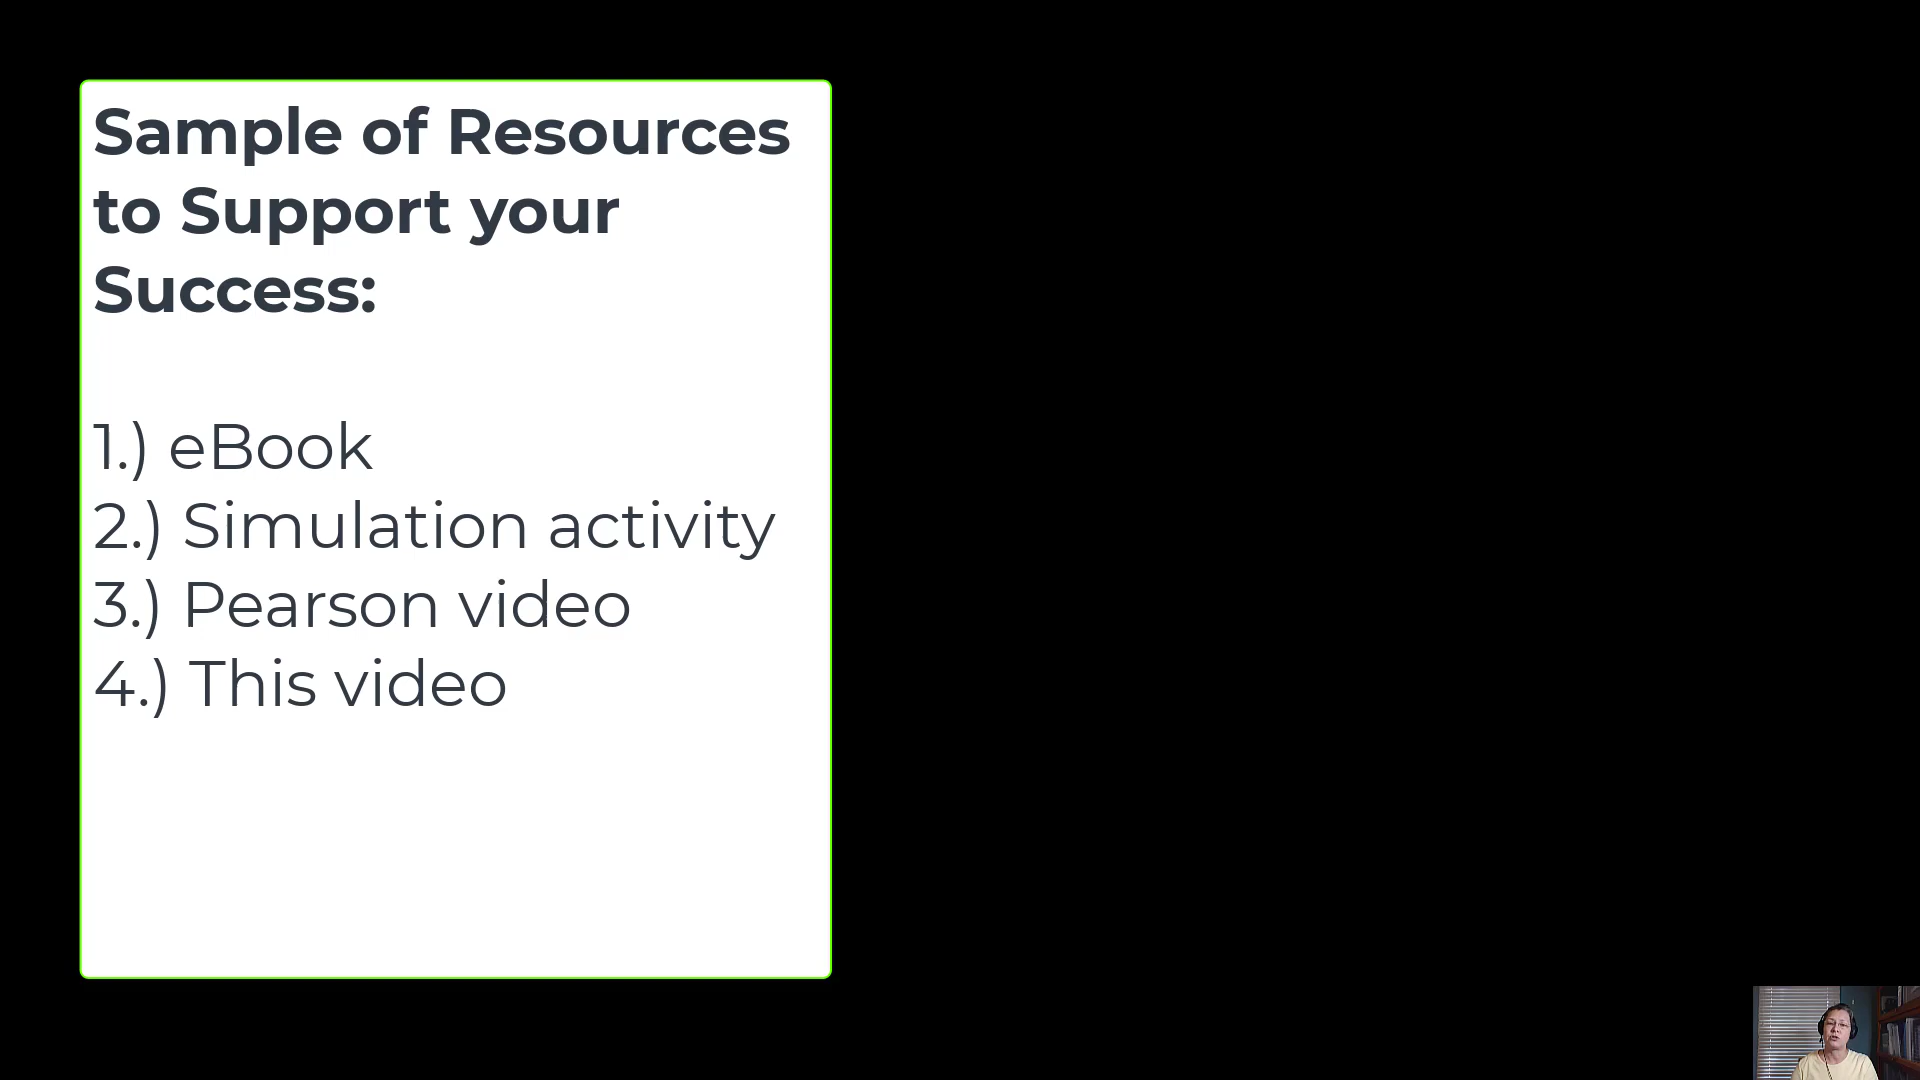 Sample of Resources
to Support your
Success:
1.) eBook
2.) Simulation activity
3.) Pearson video
4.) This video